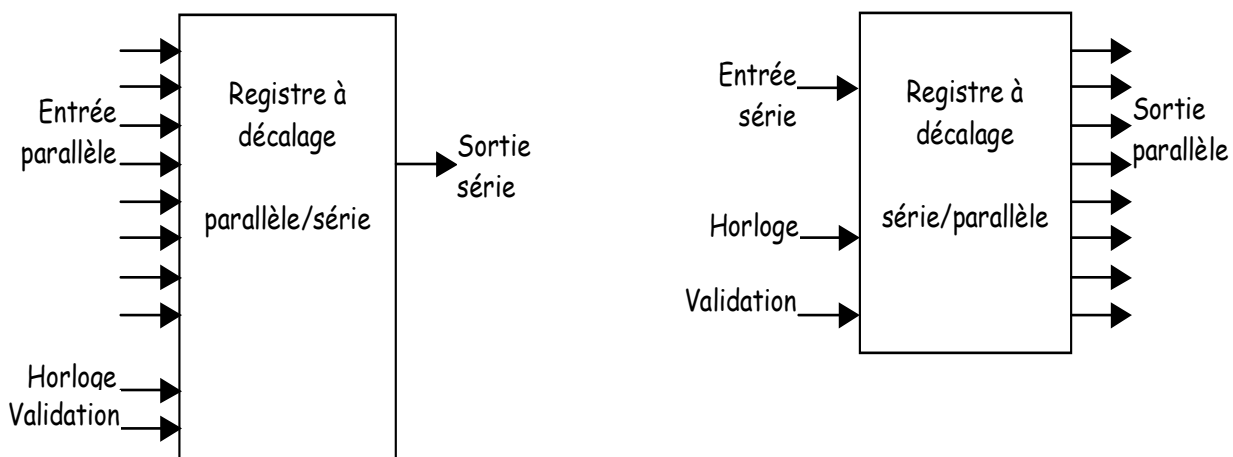 Entrée
parallèle
Registre à
décalage
parallèle/série
Sortie
série
Horloge
Validation
Entrée
série
Horloge
Validation
Registre à
décalage
série/parallèle
Sortie
parallèle